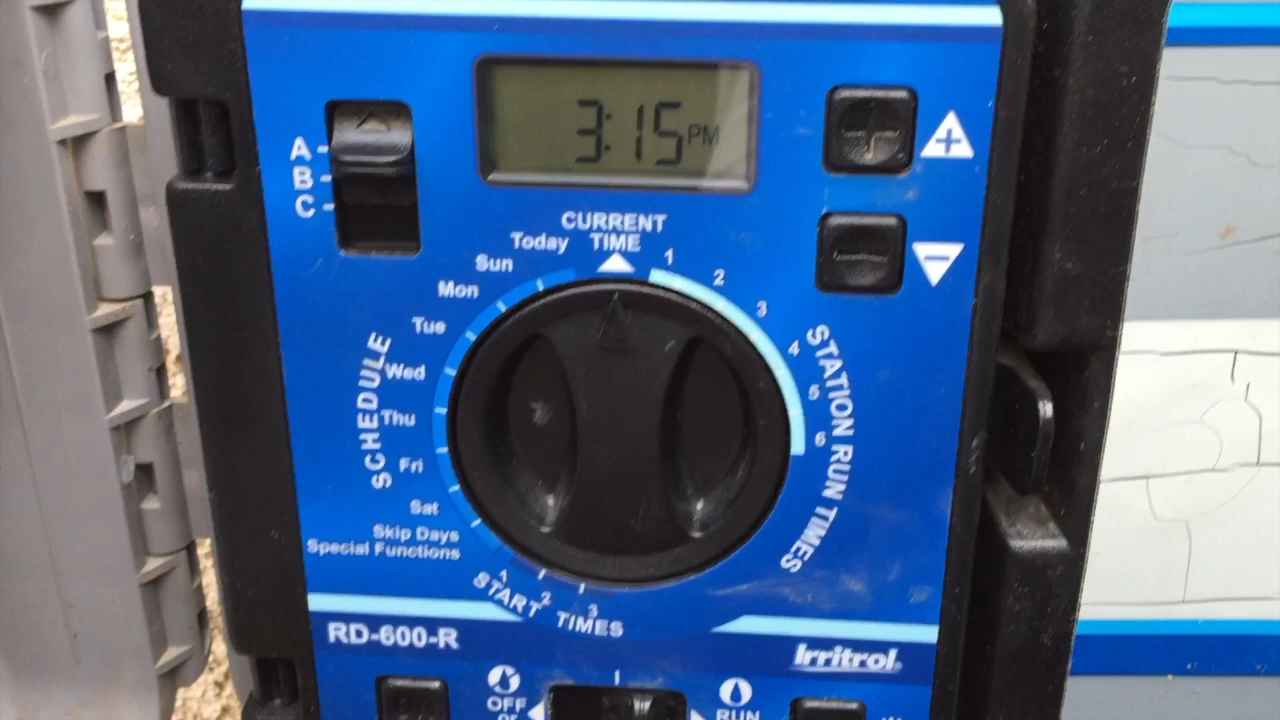 3:15 PM
A
B
C
+
−
CURRENT
TIME
Today
Sun
Mon
Tue
Wed
Thu
Fri
Sat
Skip Days
Special Functions
SCHEDULE
1
2
3
4
5
6
STATION RUN TIMES
1
2
3
START TIMES
RD-600-R
Irritrol
OFF
or
RUN